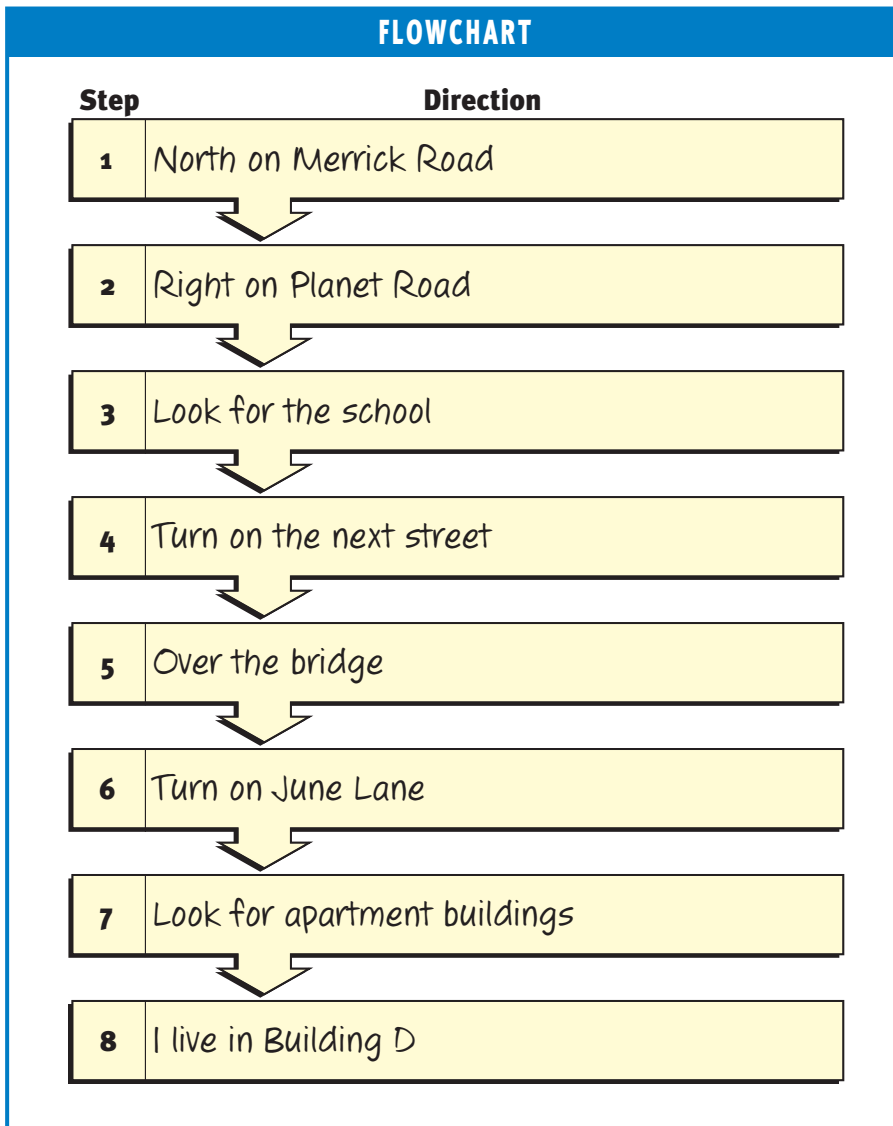 FLOWCHART
Step Direction
1 North on Merrick Road
2 Right on Planet Road
3 Look for the school
4 Turn on the next street
5 Over the bridge
6 Turn on June Lane
7 Look for apartment buildings
8 I live in Building D